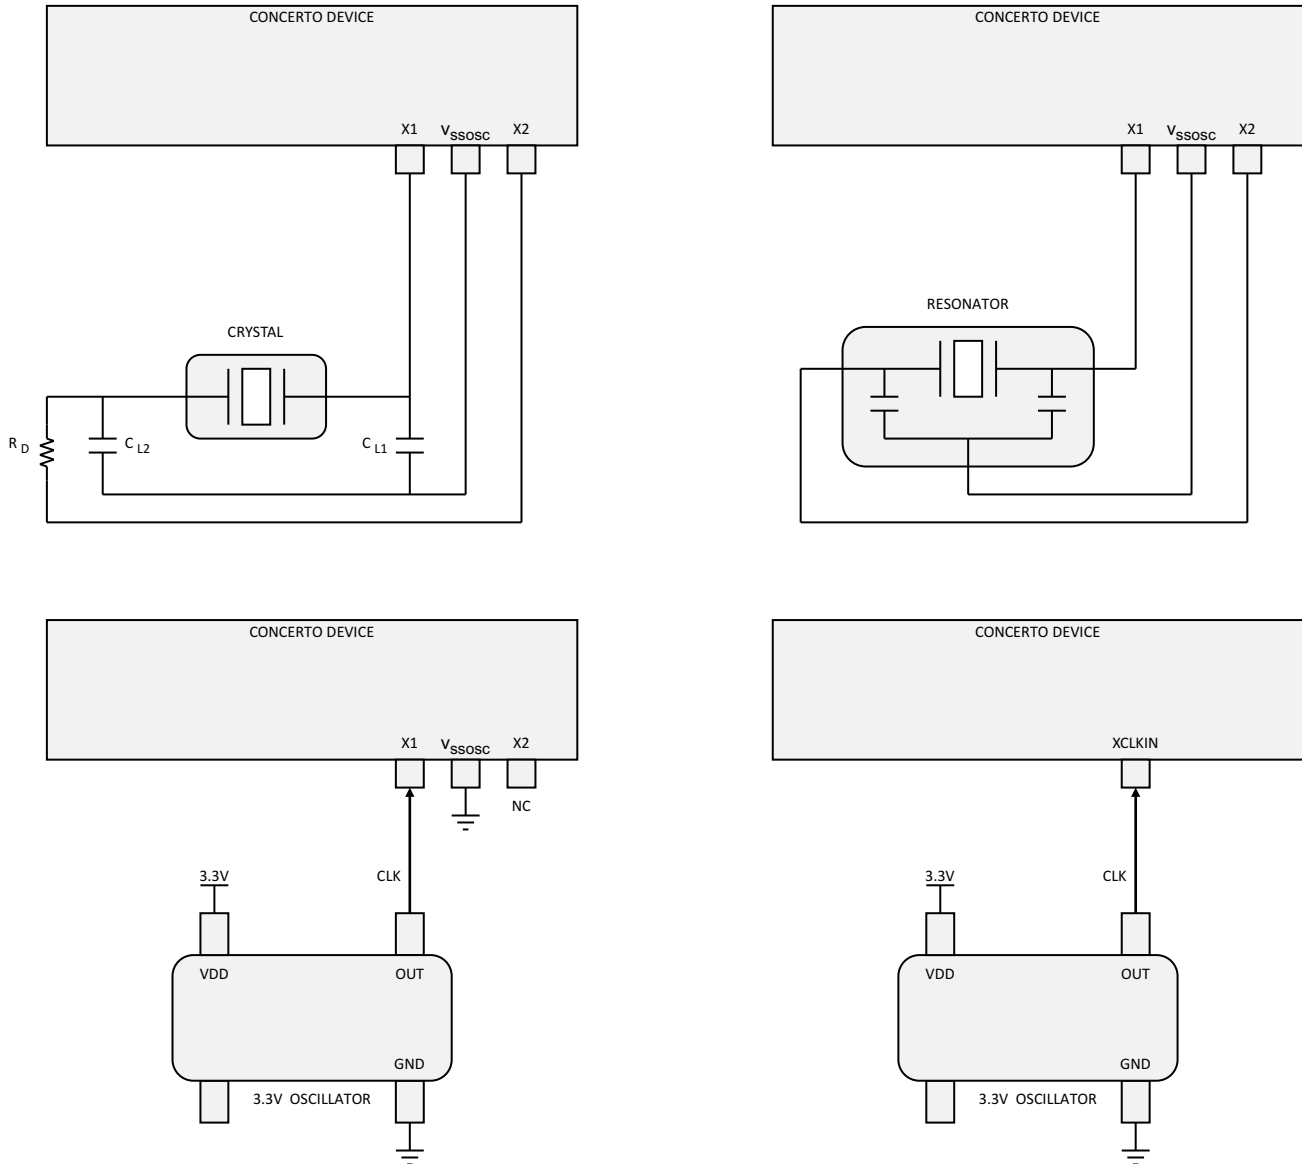 CONCERTO DEVICE
X1 VSSOSC X2
CRYSTAL
RD CL2 CL1
CONCERTO DEVICE
X1 VSSOSC X2
RESONATOR
CONCERTO DEVICE
X1 VSSOSC X2
NC
3.3V CLK
VDD OUT
GND
3.3V OSCILLATOR
CONCERTO DEVICE
XCLKIN
3.3V CLK
VDD OUT
GND
3.3V OSCILLATOR